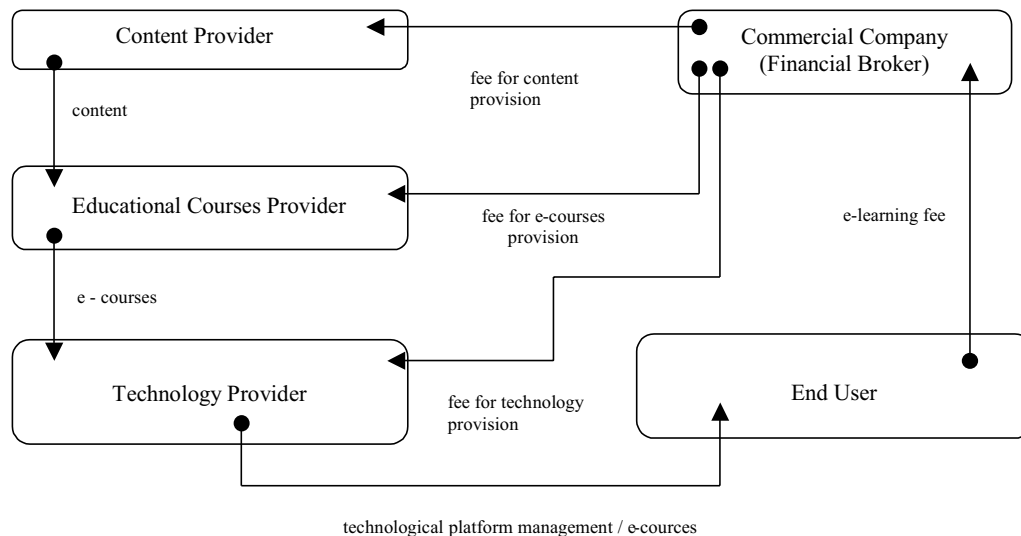 Content Provider
Commercial Company
(Financial Broker)
fee for content
provision
content
Educational Courses Provider
fee for e-courses
provision
e-learning fee
e - courses
Technology Provider
End User
fee for technology
provision
technological platform management / e-cources